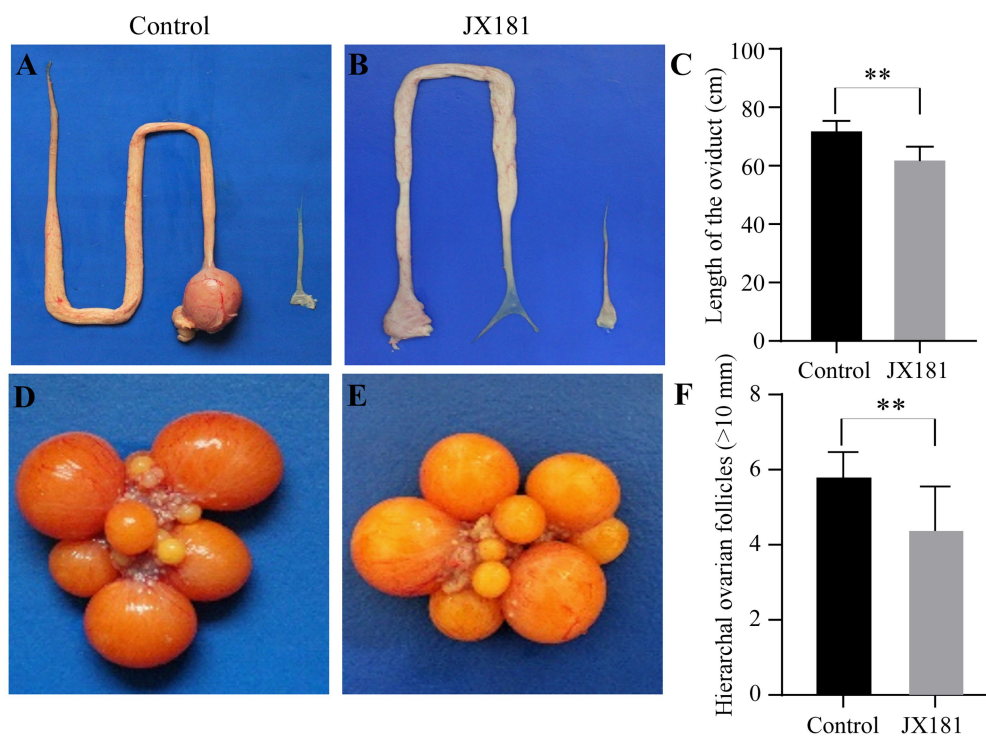 Control
JX181
A
B
C
Length of the oviduct (cm)
100
80
60
40
20
0
**
Control
JX181
D
E
F
Hierarchal ovarian follicles (>10 mm)
8
6
4
2
0
**
Control
JX181